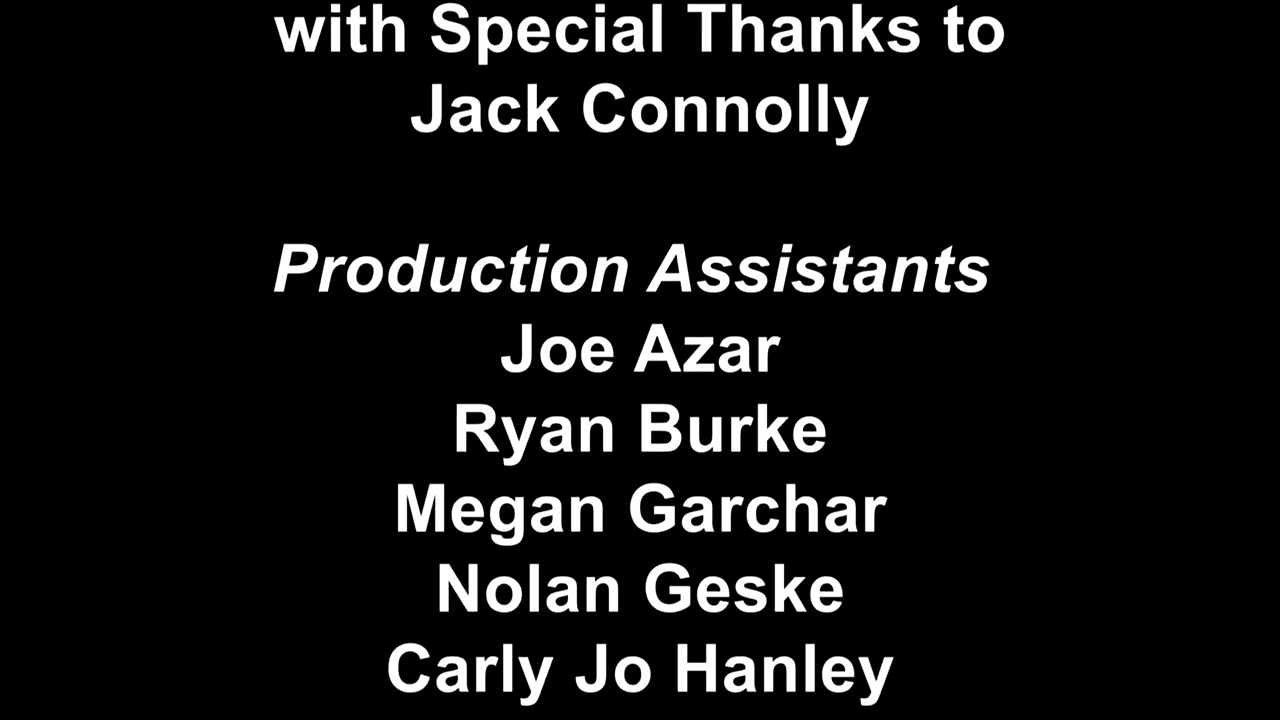 with Special Thanks to
Jack Connolly
Production Assistants
Joe Azar
Ryan Burke
Megan Garchar
Nolan Geske
Carly Jo Hanley